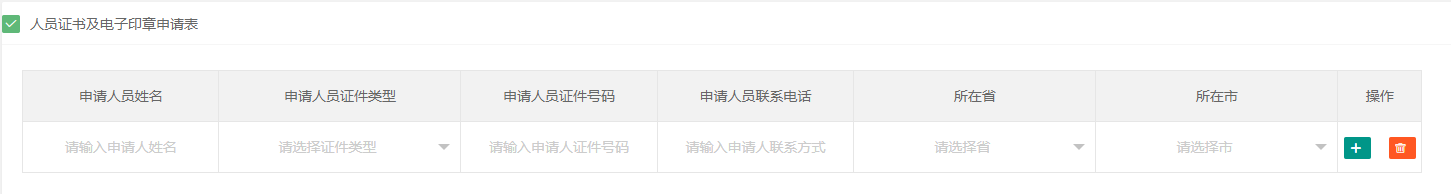 人员证书及电子印章申请表
申请人员姓名 申请人员证件类型 申请人员证件号码 申请人员联系电话 所在省 所在市 操作
请输入申请人姓名 请选择证件类型 请输入申请人证件号码 请输入申请人联系方式 请选择省 请选择市